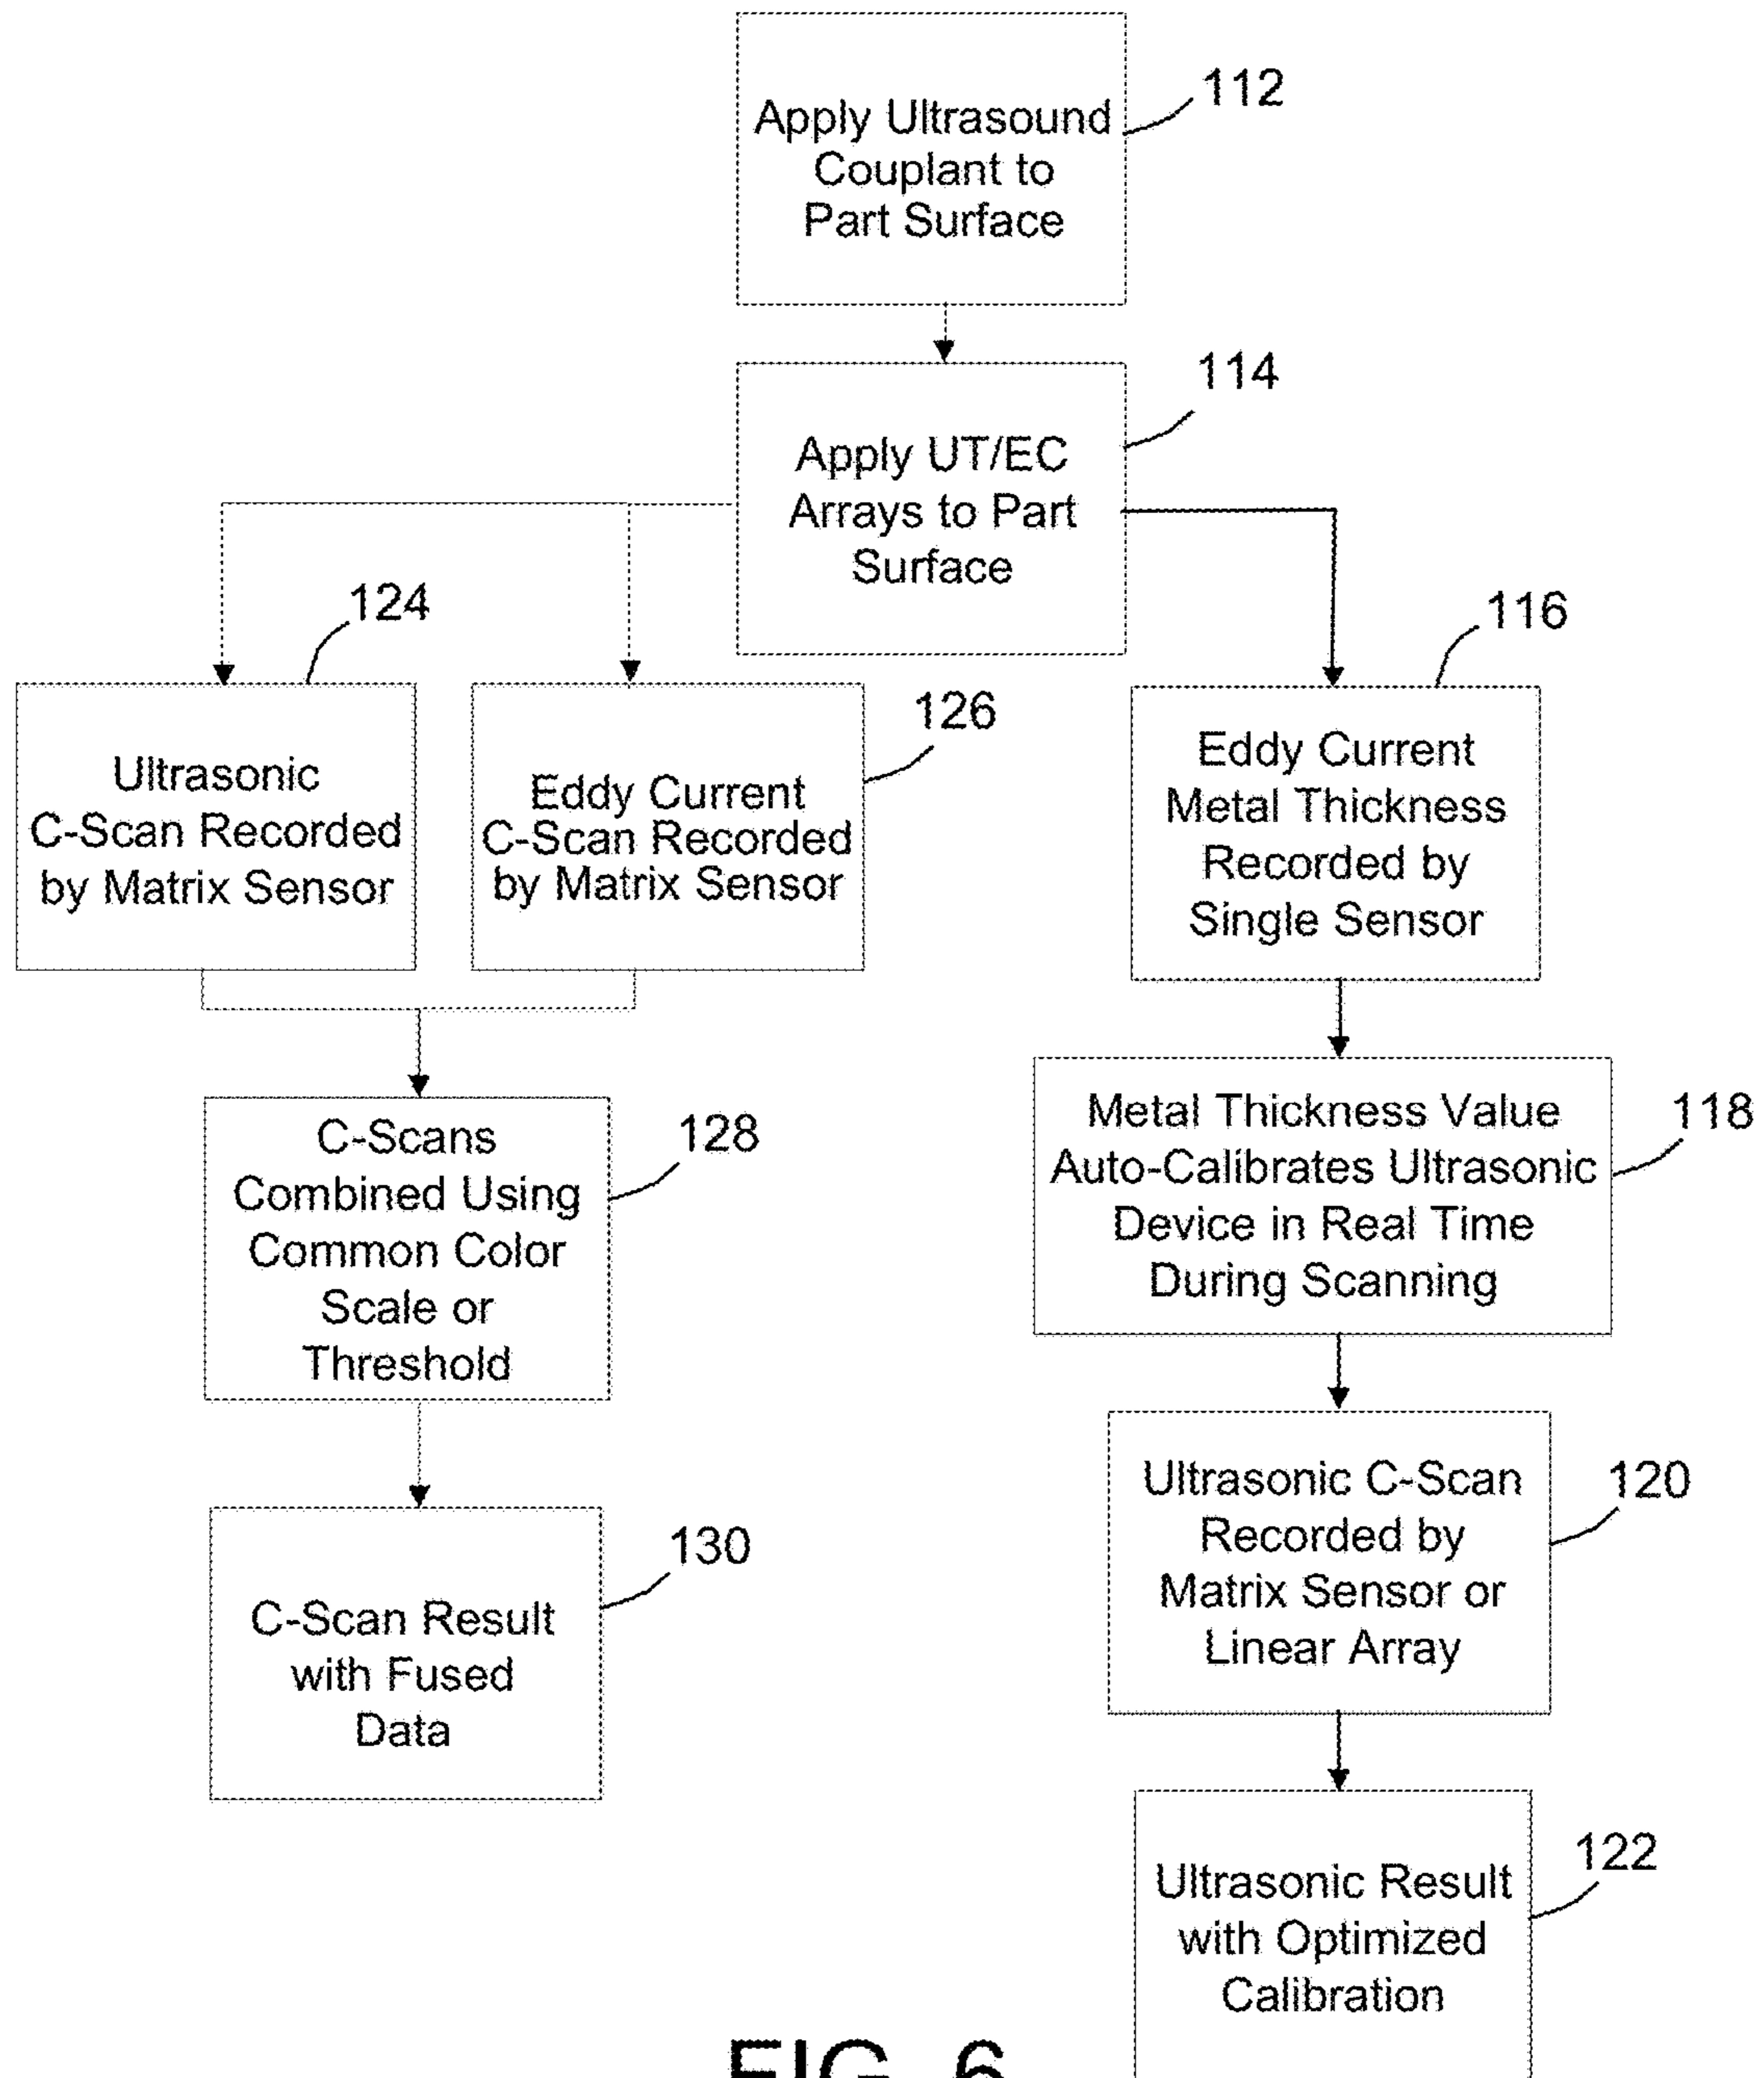 112
Apply Ultrasound
Couplant to
Part Surface
114
Apply UT/EC
Arrays to Part
Surface
124
Ultrasonic
C-Scan Recorded
by Matrix Sensor
126
Eddy Current
C-Scan Recorded
by Matrix Sensor
116
Eddy Current
Metal Thickness
Recorded by
Single Sensor
128
C-Scans
Combined Using
Common Color
Scale or
Threshold
118
Metal Thickness Value
Auto-Calibrates Ultrasonic
Device in Real Time
During Scanning
130
C-Scan Result
with Fused
Data
120
Ultrasonic C-Scan
Recorded by
Matrix Sensor or
Linear Array
122
Ultrasonic Result
with Optimized
Calibration
FIG. 6